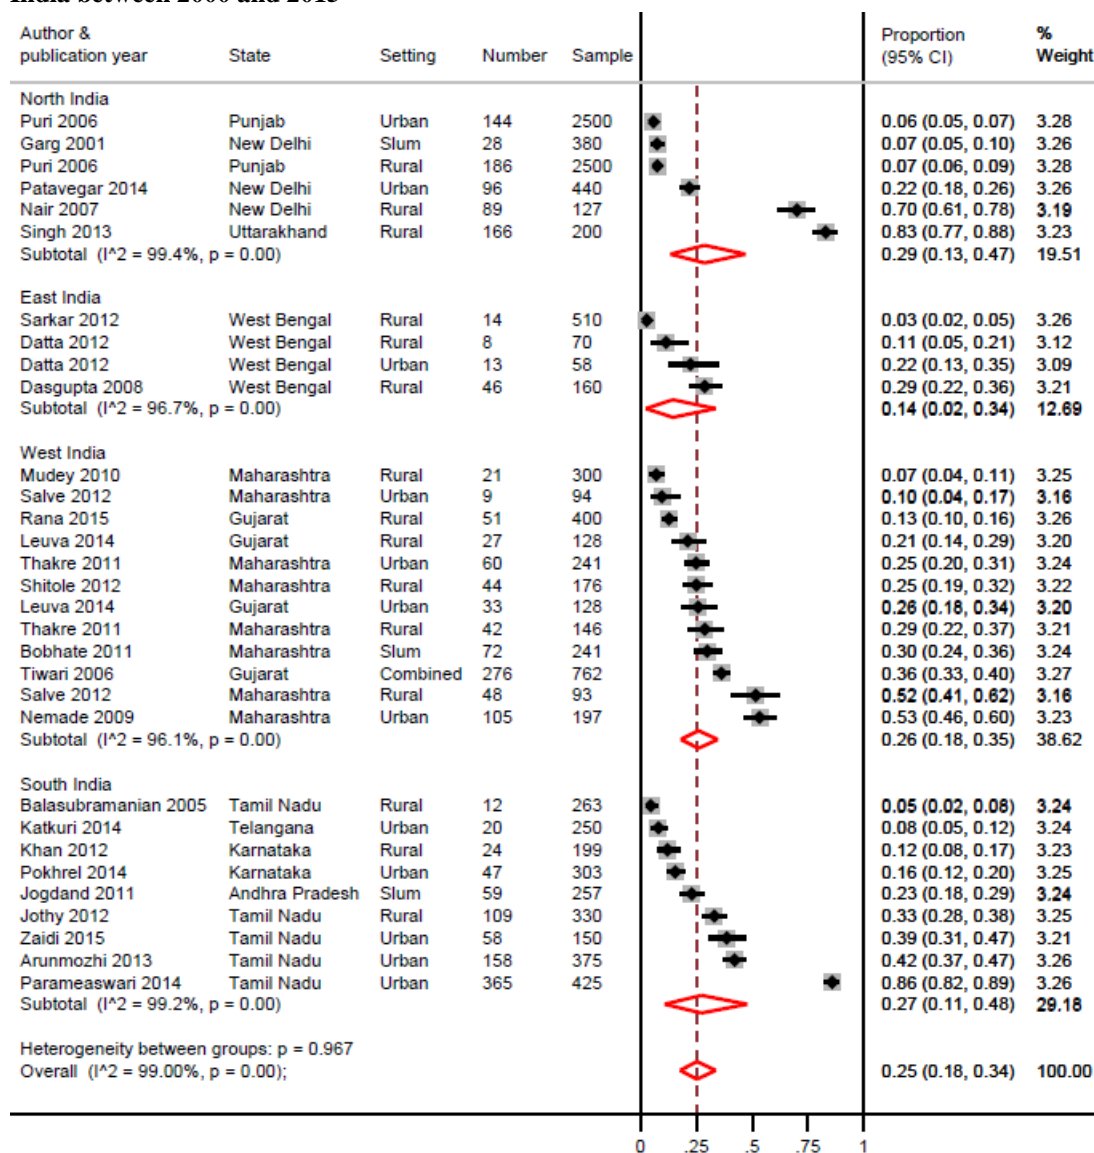 Author & publication year State Setting Number Sample Proportion (95% CI) % Weight
North India
Puri 2006 Punjab Urban 144 2500 0.06 (0.05, 0.07) 3.28
Garg 2001 New Delhi Slum 28 380 0.07 (0.05, 0.10) 3.26
Puri 2006 Punjab Rural 186 2500 0.07 (0.06, 0.09) 3.28
Patavegar 2014 New Delhi Urban 96 440 0.22 (0.18, 0.26) 3.26
Nair 2007 New Delhi Rural 89 127 0.70 (0.61, 0.78) 3.19
Singh 2013 Uttarakhand Rural 166 200 0.83 (0.77, 0.88) 3.23
Subtotal (I^2 = 99.4%, p = 0.00) 0.29 (0.13, 0.47) 19.51
East India
Sarkar 2012 West Bengal Rural 14 510 0.03 (0.02, 0.05) 3.26
Datta 2012 West Bengal Rural 8 70 0.11 (0.05, 0.21) 3.12
Datta 2012 West Bengal Urban 13 58 0.22 (0.13, 0.35) 3.09
Dasgupta 2008 West Bengal Rural 46 160 0.29 (0.22, 0.36) 3.21
Subtotal (I^2 = 96.7%, p = 0.00) 0.14 (0.02, 0.34) 12.69
West India
Mudey 2010 Maharashtra Rural 21 300 0.07 (0.04, 0.11) 3.25
Salve 2012 Maharashtra Urban 9 94 0.10 (0.04, 0.17) 3.16
Rana 2015 Gujarat Rural 51 400 0.13 (0.10, 0.16) 3.26
Leuva 2014 Gujarat Rural 27 128 0.21 (0.14, 0.29) 3.20
Thakre 2011 Maharashtra Urban 60 241 0.25 (0.20, 0.31) 3.24
Shitole 2012 Maharashtra Rural 44 176 0.25 (0.19, 0.32) 3.22
Leuva 2014 Gujarat Urban 33 128 0.26 (0.18, 0.34) 3.20
Thakre 2011 Maharashtra Rural 42 146 0.29 (0.22, 0.37) 3.21
Bobhate 2011 Maharashtra Slum 72 241 0.30 (0.24, 0.36) 3.24
Tiwari 2006 Gujarat Combined 276 762 0.36 (0.33, 0.40) 3.27
Salve 2012 Maharashtra Rural 48 93 0.52 (0.41, 0.62) 3.16
Nemade 2009 Maharashtra Urban 105 197 0.53 (0.46, 0.60) 3.23
Subtotal (I^2 = 96.1%, p = 0.00) 0.26 (0.18, 0.35) 38.62
South India
Balasubramanian 2005 Tamil Nadu Rural 12 263 0.05 (0.02, 0.08) 3.24
Katkuri 2014 Telangana Urban 20 250 0.08 (0.05, 0.12) 3.24
Khan 2012 Karnataka Rural 24 199 0.12 (0.08, 0.17) 3.23
Pokhrel 2014 Karnataka Urban 47 303 0.16 (0.12, 0.20) 3.25
Jogdand 2011 Andhra Pradesh Slum 59 257 0.23 (0.18, 0.29) 3.24
Jothy 2012 Tamil Nadu Rural 109 330 0.33 (0.28, 0.38) 3.25
Zaidi 2015 Tamil Nadu Urban 58 150 0.39 (0.31, 0.47) 3.21
Arunmozhi 2013 Tamil Nadu Urban 158 375 0.42 (0.37, 0.47) 3.26
Parameaswari 2014 Tamil Nadu Urban 365 425 0.86 (0.82, 0.89) 3.26
Subtotal (I^2 = 99.2%, p = 0.00) 0.27 (0.11, 0.48) 29.18
Heterogeneity between groups: p = 0.967
Overall (I^2 = 99.00%, p = 0.00); 0.25 (0.18, 0.34) 100.00
0 .25 .5 .75 1